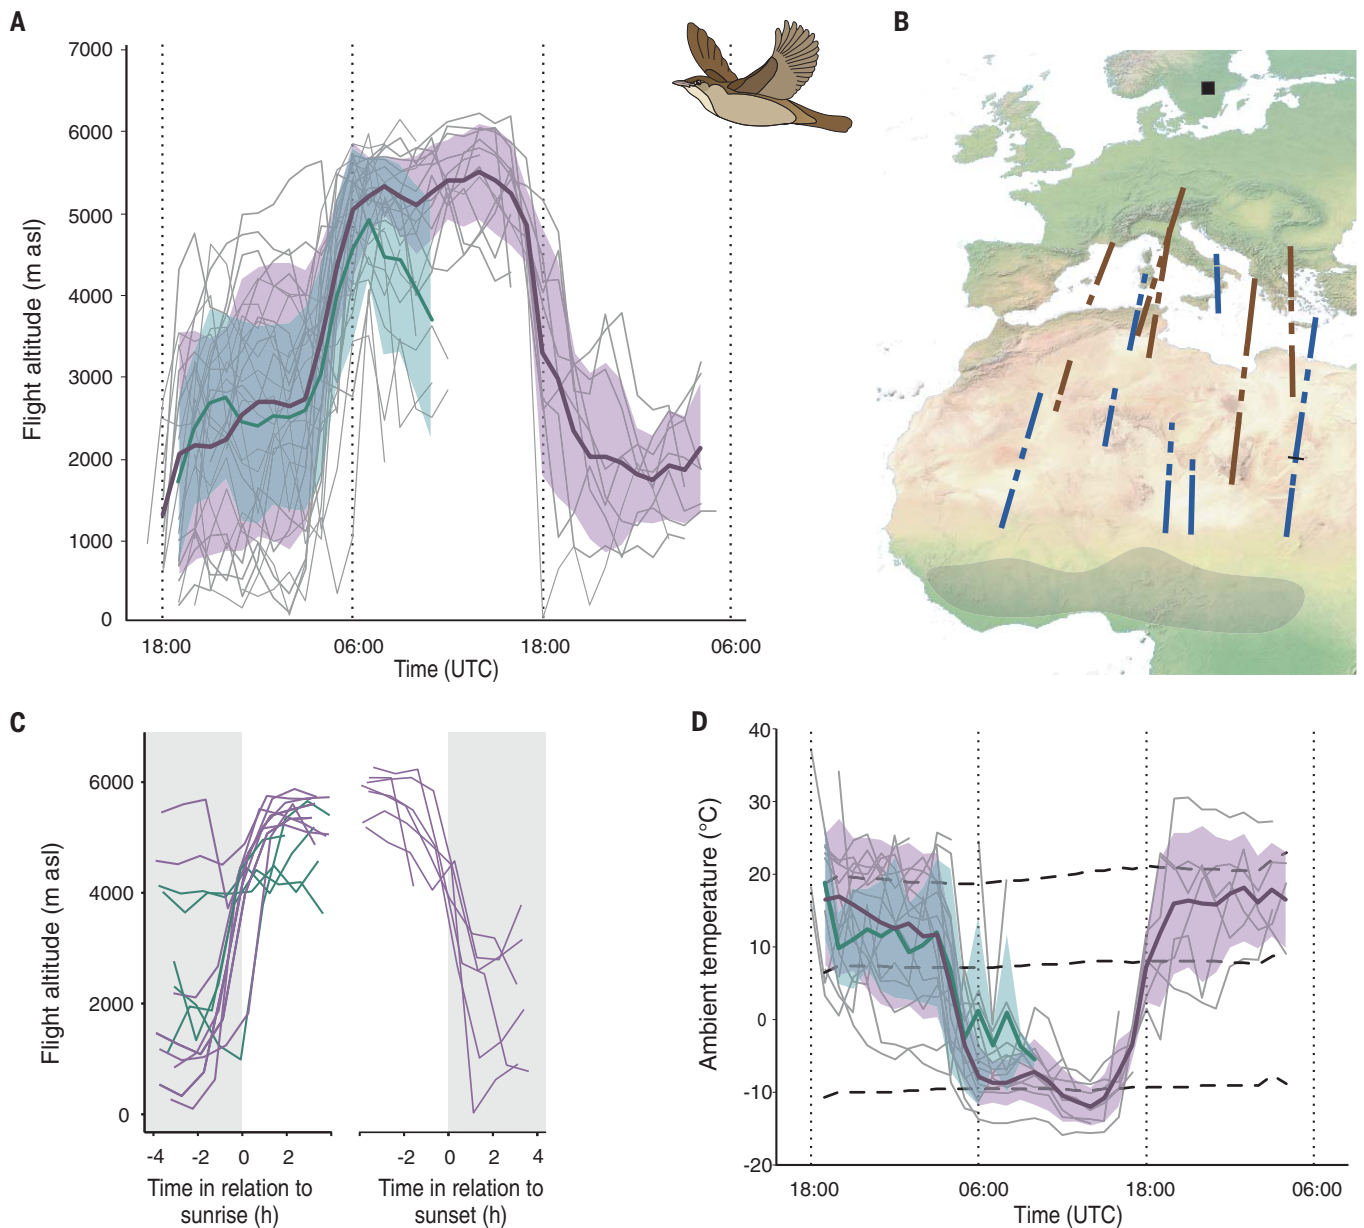 A
7000
6000
5000
4000
3000
2000
1000
0
Flight altitude (m asl)
18:00
06:00
18:00
06:00
Time (UTC)
B
C
6000
4000
2000
0
Flight altitude (m asl)
-4
-2
0
2
-2
0
2
4
Time in relation to
sunrise (h)
Time in relation to
sunset (h)
D
40
30
20
10
0
-10
-20
Ambient temperature (°C)
18:00
06:00
18:00
06:00
Time (UTC)